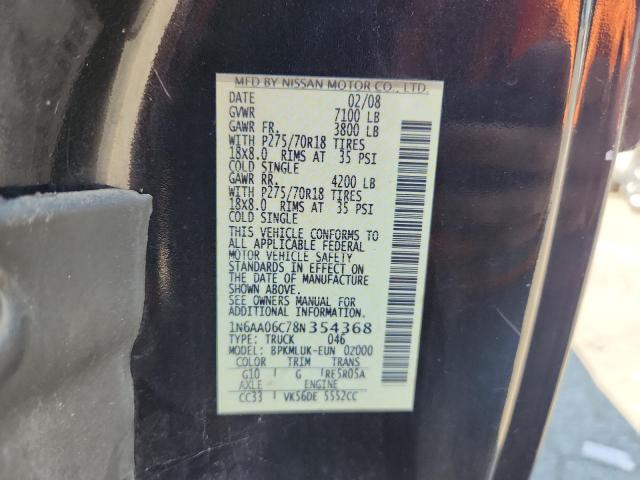 MFD BY NISSAN MOTOR CO., LTD.
DATE 02/08
GVWR 7100 LB
GAWR FR. 3800 LB
WITH P275/70R18 TIRES
18X8.0 RIMS AT 35 PSI
COLD SINGLE
GAWR RR. 4200 LB
WITH P275/70R18 TIRES
18X8.0 RIMS AT 35 PSI
COLD SINGLE
THIS VEHICLE CONFORMS TO
ALL APPLICABLE FEDERAL
MOTOR VEHICLE SAFETY
STANDARDS IN EFFECT ON
THE DATE OF MANUFACTURE
SHOWN ABOVE.
SEE OWNERS MANUAL FOR
ADDITIONAL INFORMATION.
1N6AA06C78N354368
TYPE: TRUCK 046
MODEL: BPKMLUK-EUN 02000
COLOR TRIM TRANS
G10 G RE5R05A
AXLE ENGINE
CC33 VK56DE 5552CC